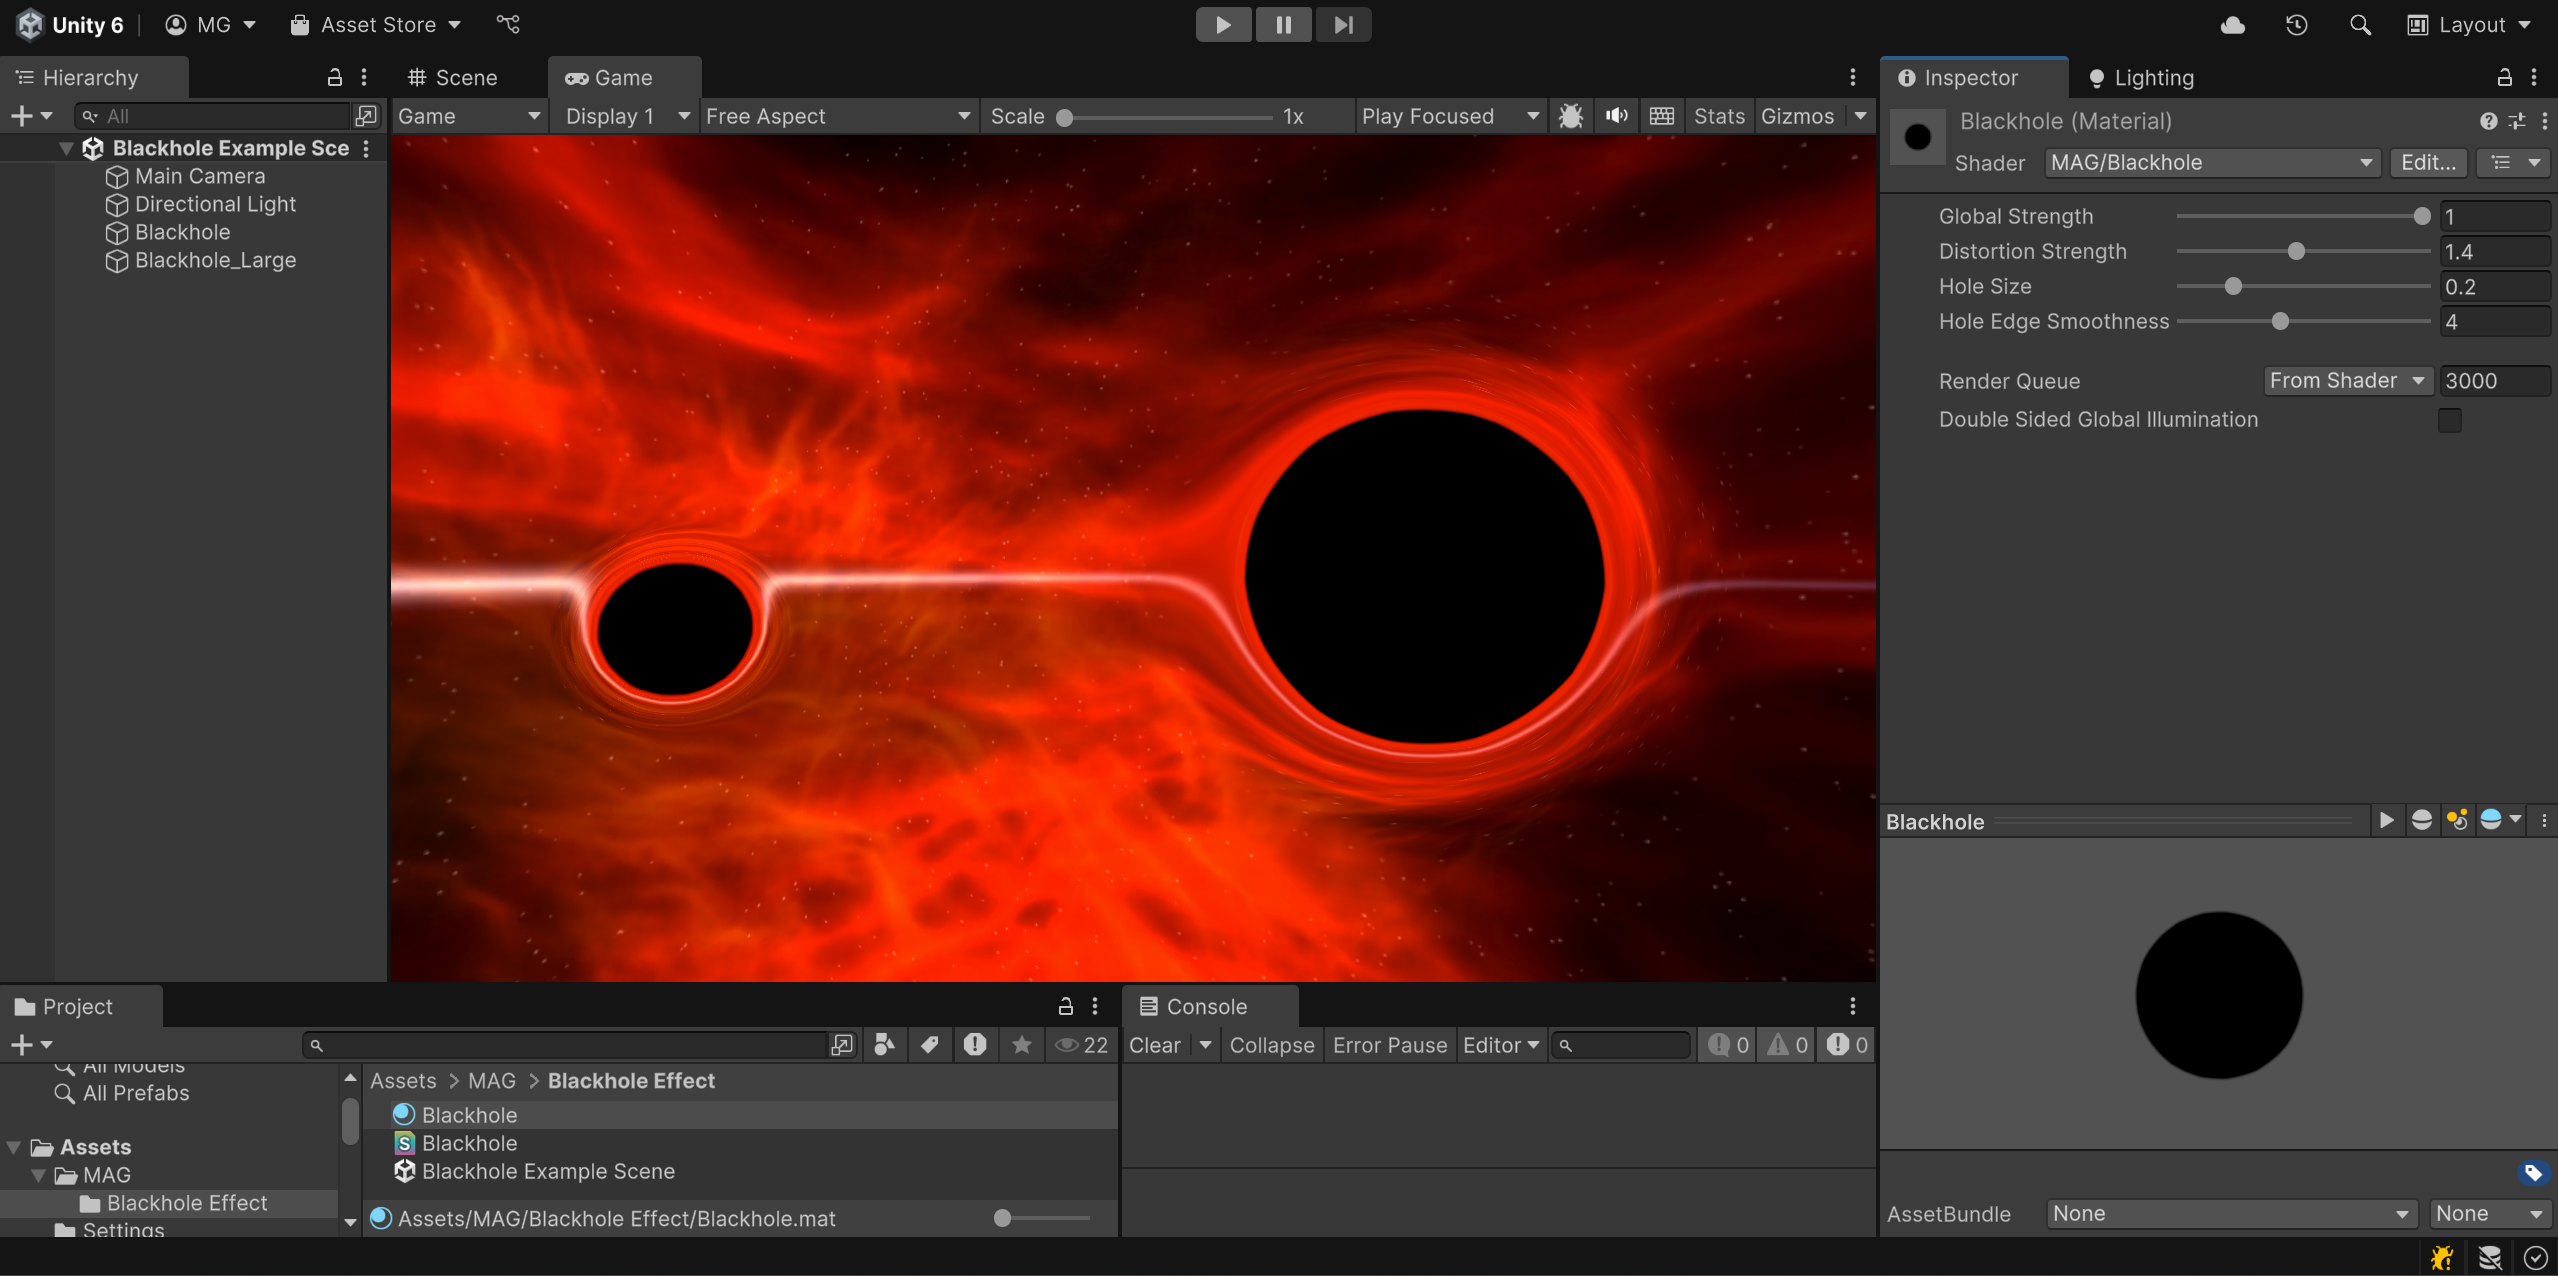 Unity 6 MG Asset Store Layout
Hierarchy
All
Blackhole Example Sce
Main Camera
Directional Light
Blackhole
Blackhole_Large
Scene Game
Game Display 1 Free Aspect Scale 1x Play Focused Stats Gizmos
Inspector Lighting
Blackhole (Material)
Shader MAG/Blackhole Edit...
Global Strength 1
Distortion Strength 1.4
Hole Size 0.2
Hole Edge Smoothness 4
Render Queue From Shader 3000
Double Sided Global Illumination
Blackhole
AssetBundle None None
Project
22
All Models
All Prefabs
Assets
MAG
Blackhole Effect
Settings
Assets > MAG > Blackhole Effect
Blackhole
S Blackhole
Blackhole Example Scene
Assets/MAG/Blackhole Effect/Blackhole.mat
Console
Clear Collapse Error Pause Editor 0 0 0